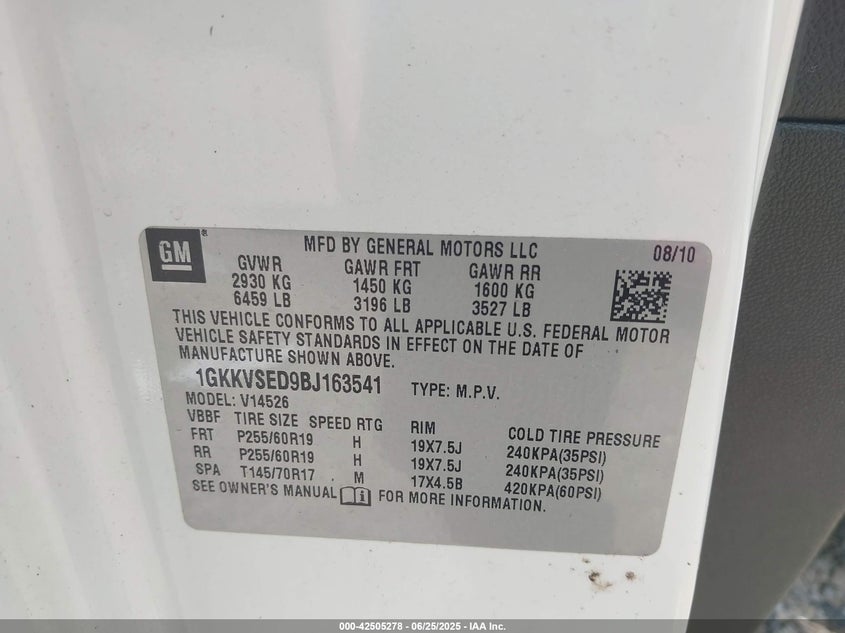 GM
®
MFD BY GENERAL MOTORS LLC
08/10
GVWR GAWR FRT GAWR RR
2930 KG 1450 KG 1600 KG
6459 LB 3196 LB 3527 LB
THIS VEHICLE CONFORMS TO ALL APPLICABLE U.S. FEDERAL MOTOR
VEHICLE SAFETY STANDARDS IN EFFECT ON THE DATE OF
MANUFACTURE SHOWN ABOVE.
1GKKVSED9BJ163541 TYPE: M.P.V.
MODEL: V14526
VBBF TIRE SIZE SPEED RTG RIM COLD TIRE PRESSURE
FRT P255/60R19 H 19X7.5J 240KPA(35PSI)
RR P255/60R19 H 19X7.5J 240KPA(35PSI)
SPA T145/70R17 M 17X4.5B 420KPA(60PSI)
SEE OWNER'S MANUAL i FOR MORE INFORMATION.
000-42505278 - 06/25/2025 - IAA Inc.